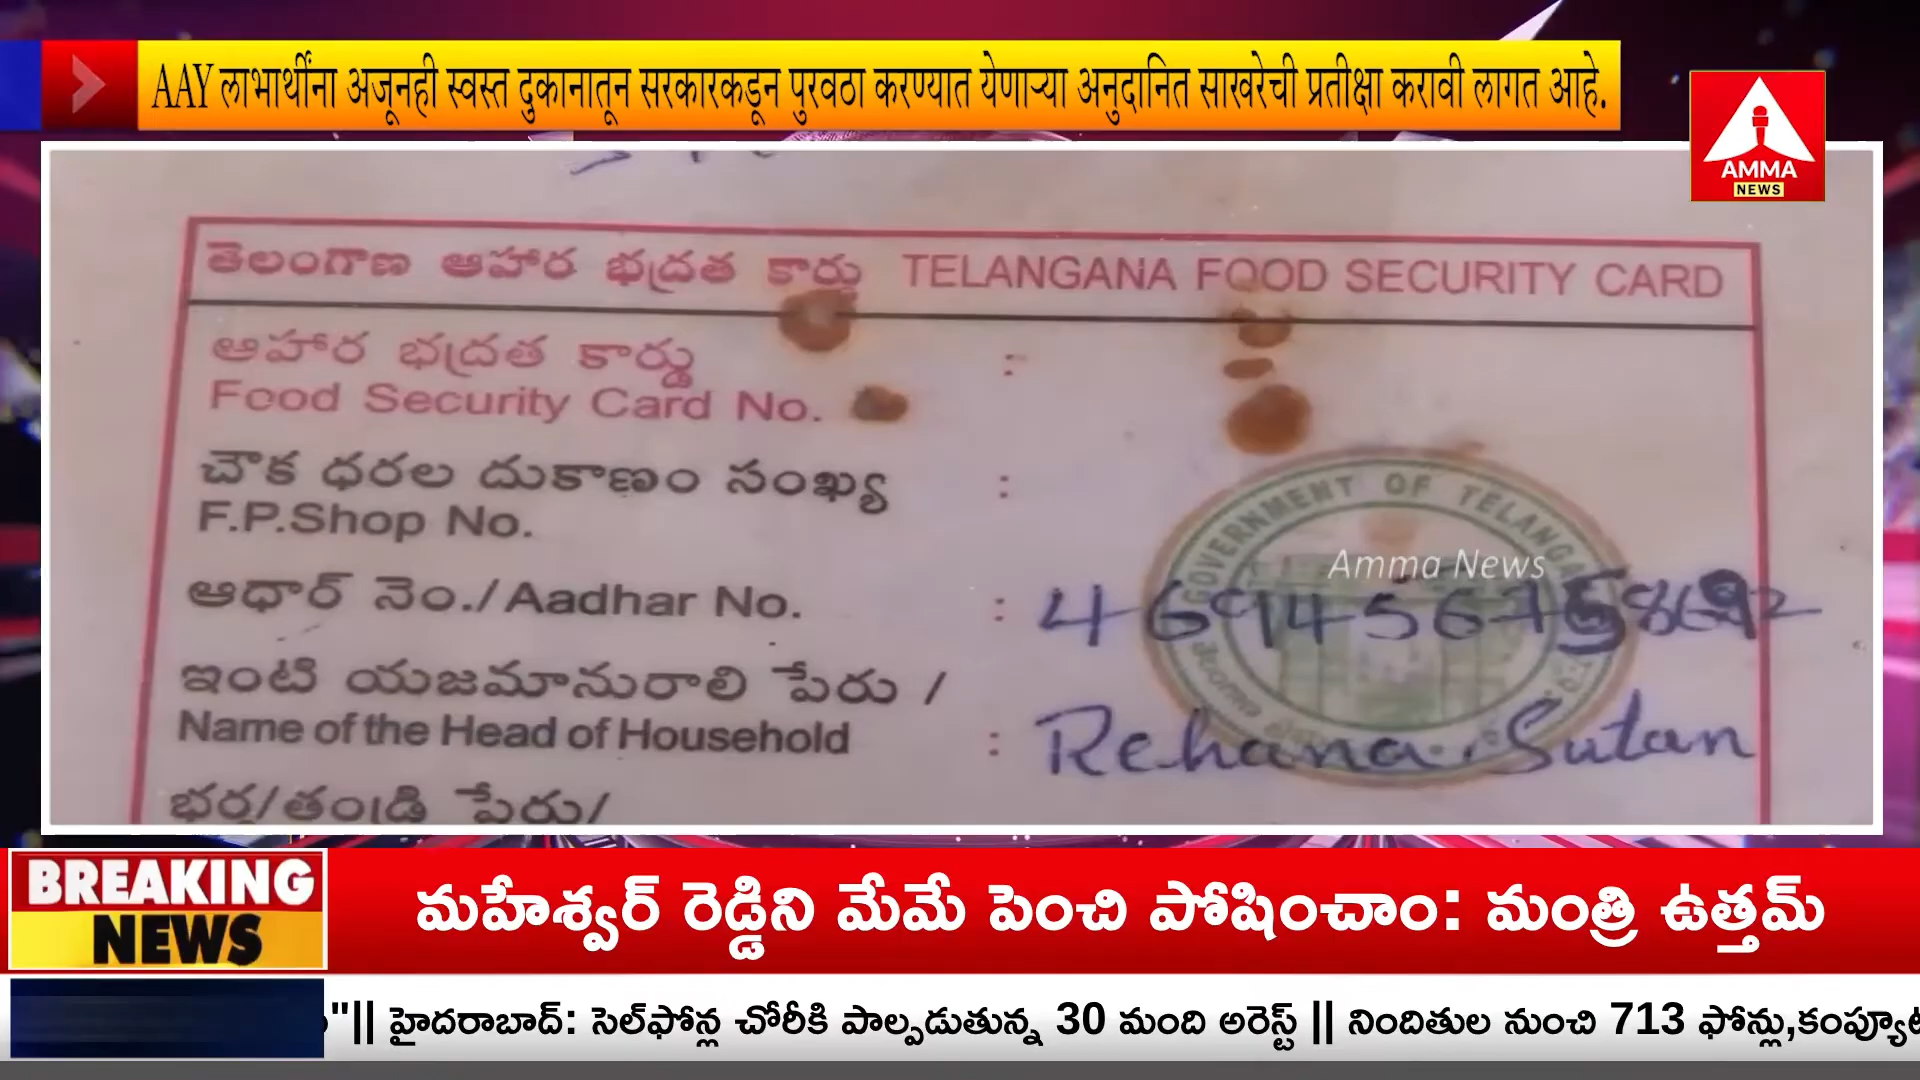 AAY लाभार्थींना अजूनही स्वस्त दुकानातून सरकारकडून पुरवठा करण्यात येणाऱ्या अनुदानित साखरेची प्रतीक्षा करावी लागत आहे.
AMMA
NEWS
తెలంగాణ ఆహార భద్రత కార్డు TELANGANA FOOD SECURITY CARD
ఆహార భద్రత కార్డు :
Food Security Card No.
చౌక ధరల దుకాణం సంఖ్య :
F.P.Shop No.
GOVERNMENT OF TELANGANA
Amma News
ఆధార్ నెం./Aadhar No. :
ఇంటి యజమానురాలి పేరు /
Name of the Head of Household : Rehana Sutan
భర్త/తండ్రి పేరు/
BREAKING
NEWS
మహేశ్వర్ రెడ్డిని మేమే పెంచి పోషించాం: మంత్రి ఉత్తమ్
"|| హైదరాబాద్: సెల్‌ఫోన్ల చోరీకి పాల్పడుతున్న 30 మంది అరెస్ట్ || నిందితుల నుంచి 713 ఫోన్లు,